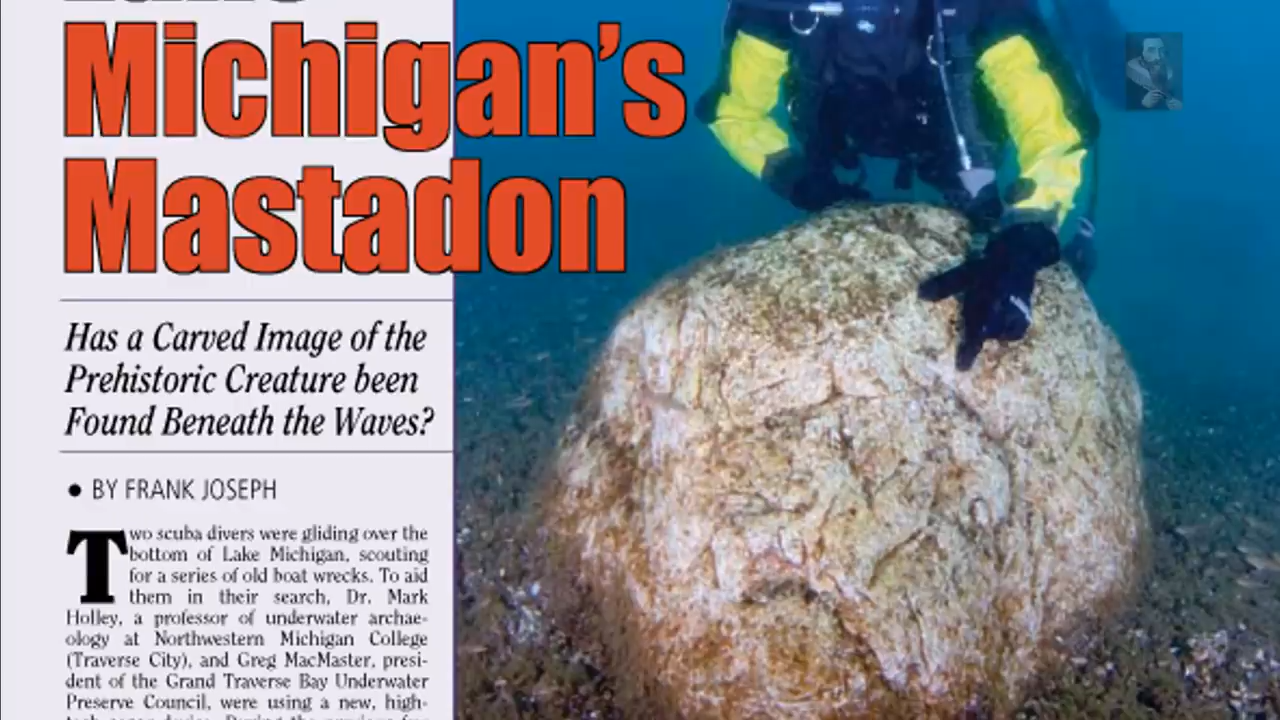 Michigan's
Mastadon
Has a Carved Image of the
Prehistoric Creature been
Found Beneath the Waves?
● BY FRANK JOSEPH
Two scuba divers were gliding over the
bottom of Lake Michigan, scouting
for a series of old boat wrecks. To aid
them in their search, Dr. Mark
Holley, a professor of underwater archae-
ology at Northwestern Michigan College
(Traverse City), and Greg MacMaster, presi-
dent of the Grand Traverse Bay Underwater
Preserve Council, were using a new, high-